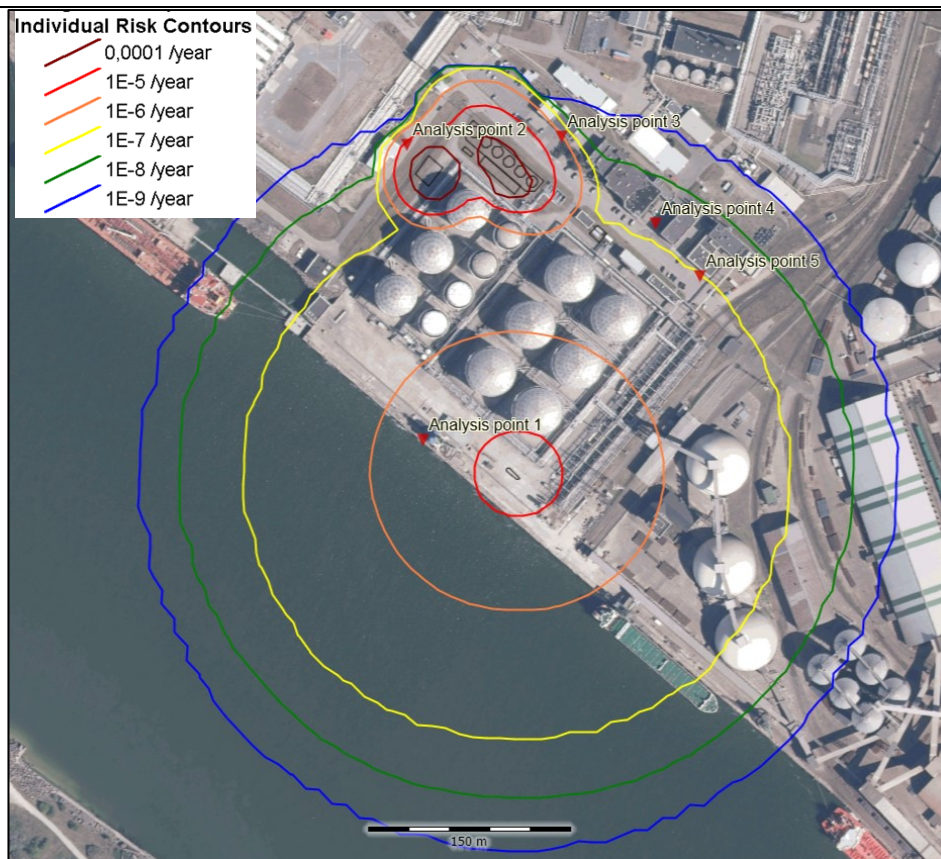 Individual Risk Contours
0,0001 /year
1E-5 /year
1E-6 /year
1E-7 /year
1E-8 /year
1E-9 /year
Analysis point 2
Analysis point 3
Analysis point 4
Analysis point 5
Analysis point 1
150 m